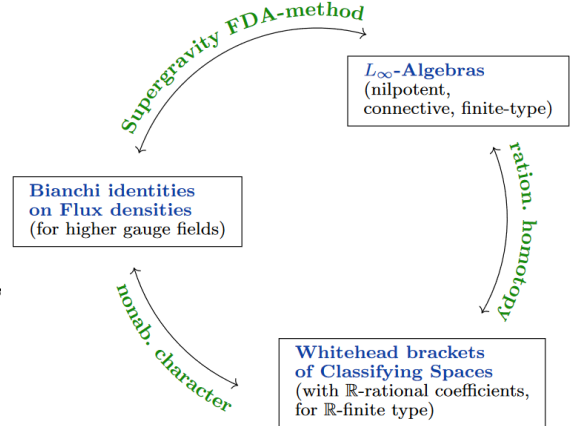 Supergravity FDA-method
L∞-Algebras
(nilpotent,
connective, finite-type)
ration. homotopy
Bianchi identities
on Flux densities
(for higher gauge fields)
nonab. character
Whitehead brackets
of Classifying Spaces
(with ℝ-rational coefficients,
for ℝ-finite type)